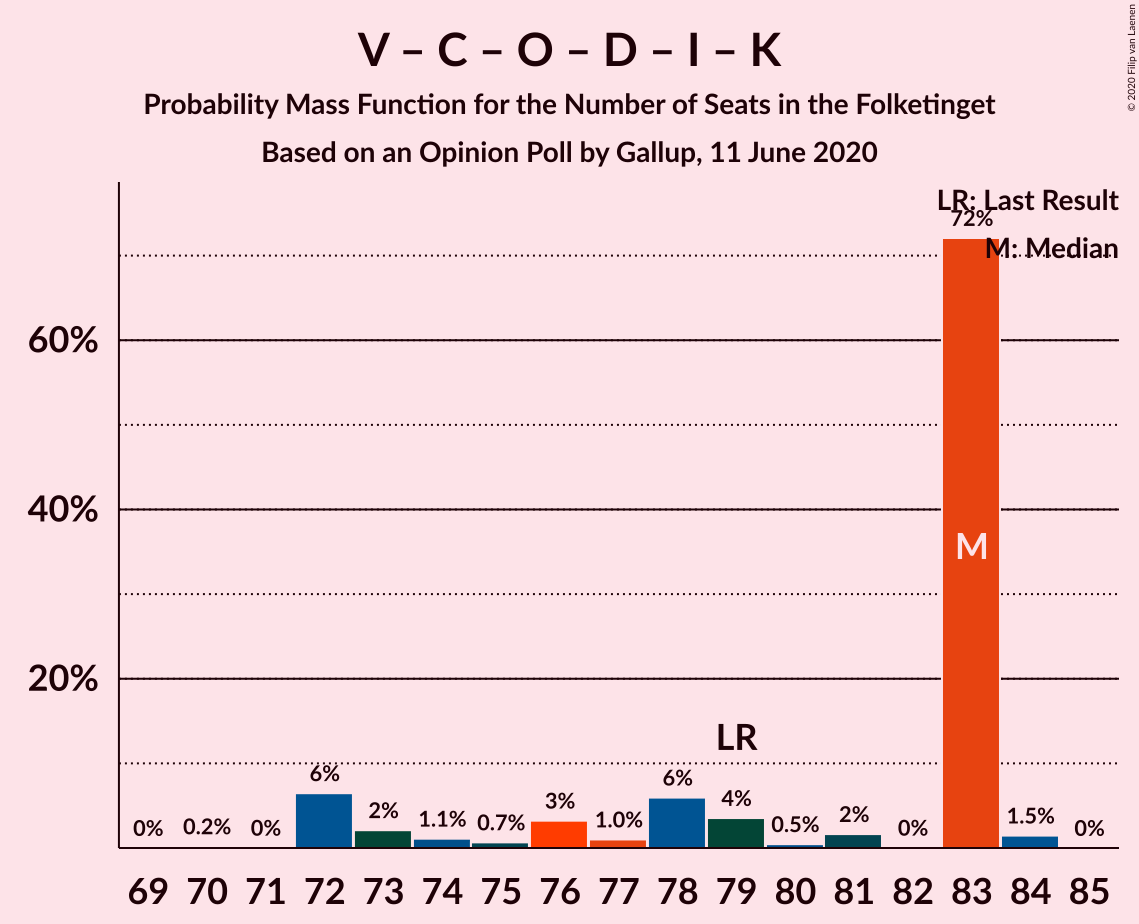 V – C – O – D – I – K
Probability Mass Function for the Number of Seats in the Folketinget
Based on an Opinion Poll by Gallup, 11 June 2020
© 2020 Filip van Laenen
LR: Last Result
M: Median
60%
40%
20%
0%
0.2%
0%
6%
2%
1.1%
0.7%
3%
1.0%
6%
4%
0.5%
2%
0%
72%
1.5%
0%
LR
M
69 70 71 72 73 74 75 76 77 78 79 80 81 82 83 84 85